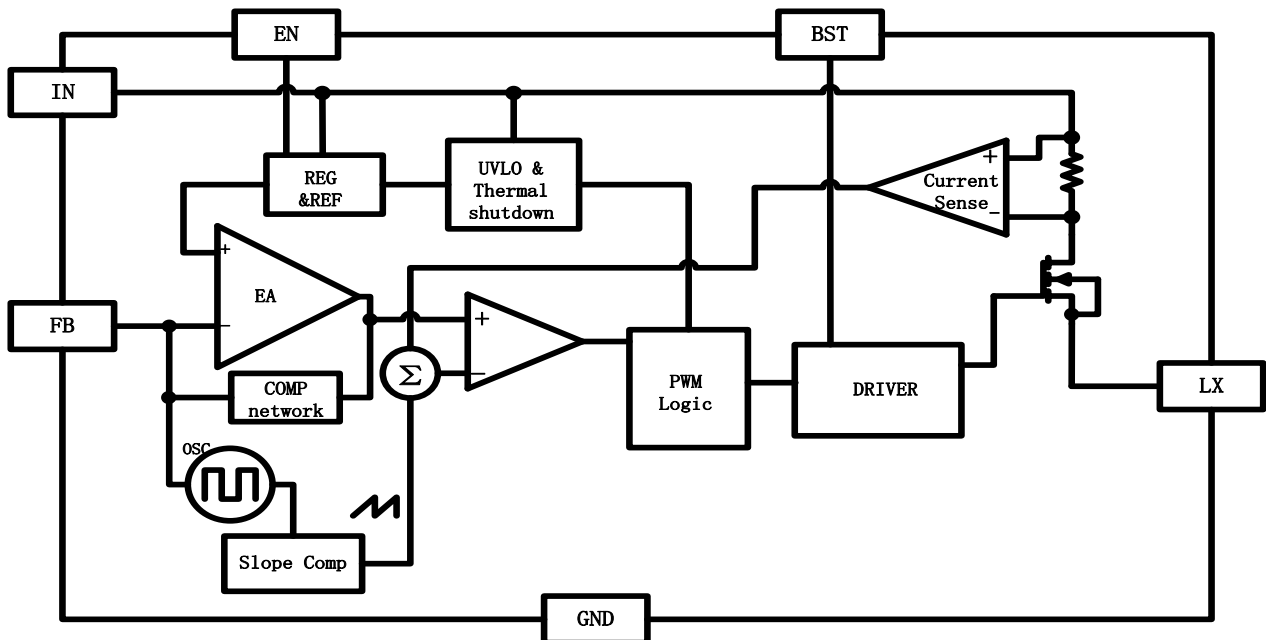 EN
BST
IN
REG
&REF
UVLO &
Thermal
shutdown
+
Current
Sense
-
+
EA
-
FB
+
Σ
-
COMP
network
PWM
Logic
DRIVER
LX
OSC
Slope Comp
GND